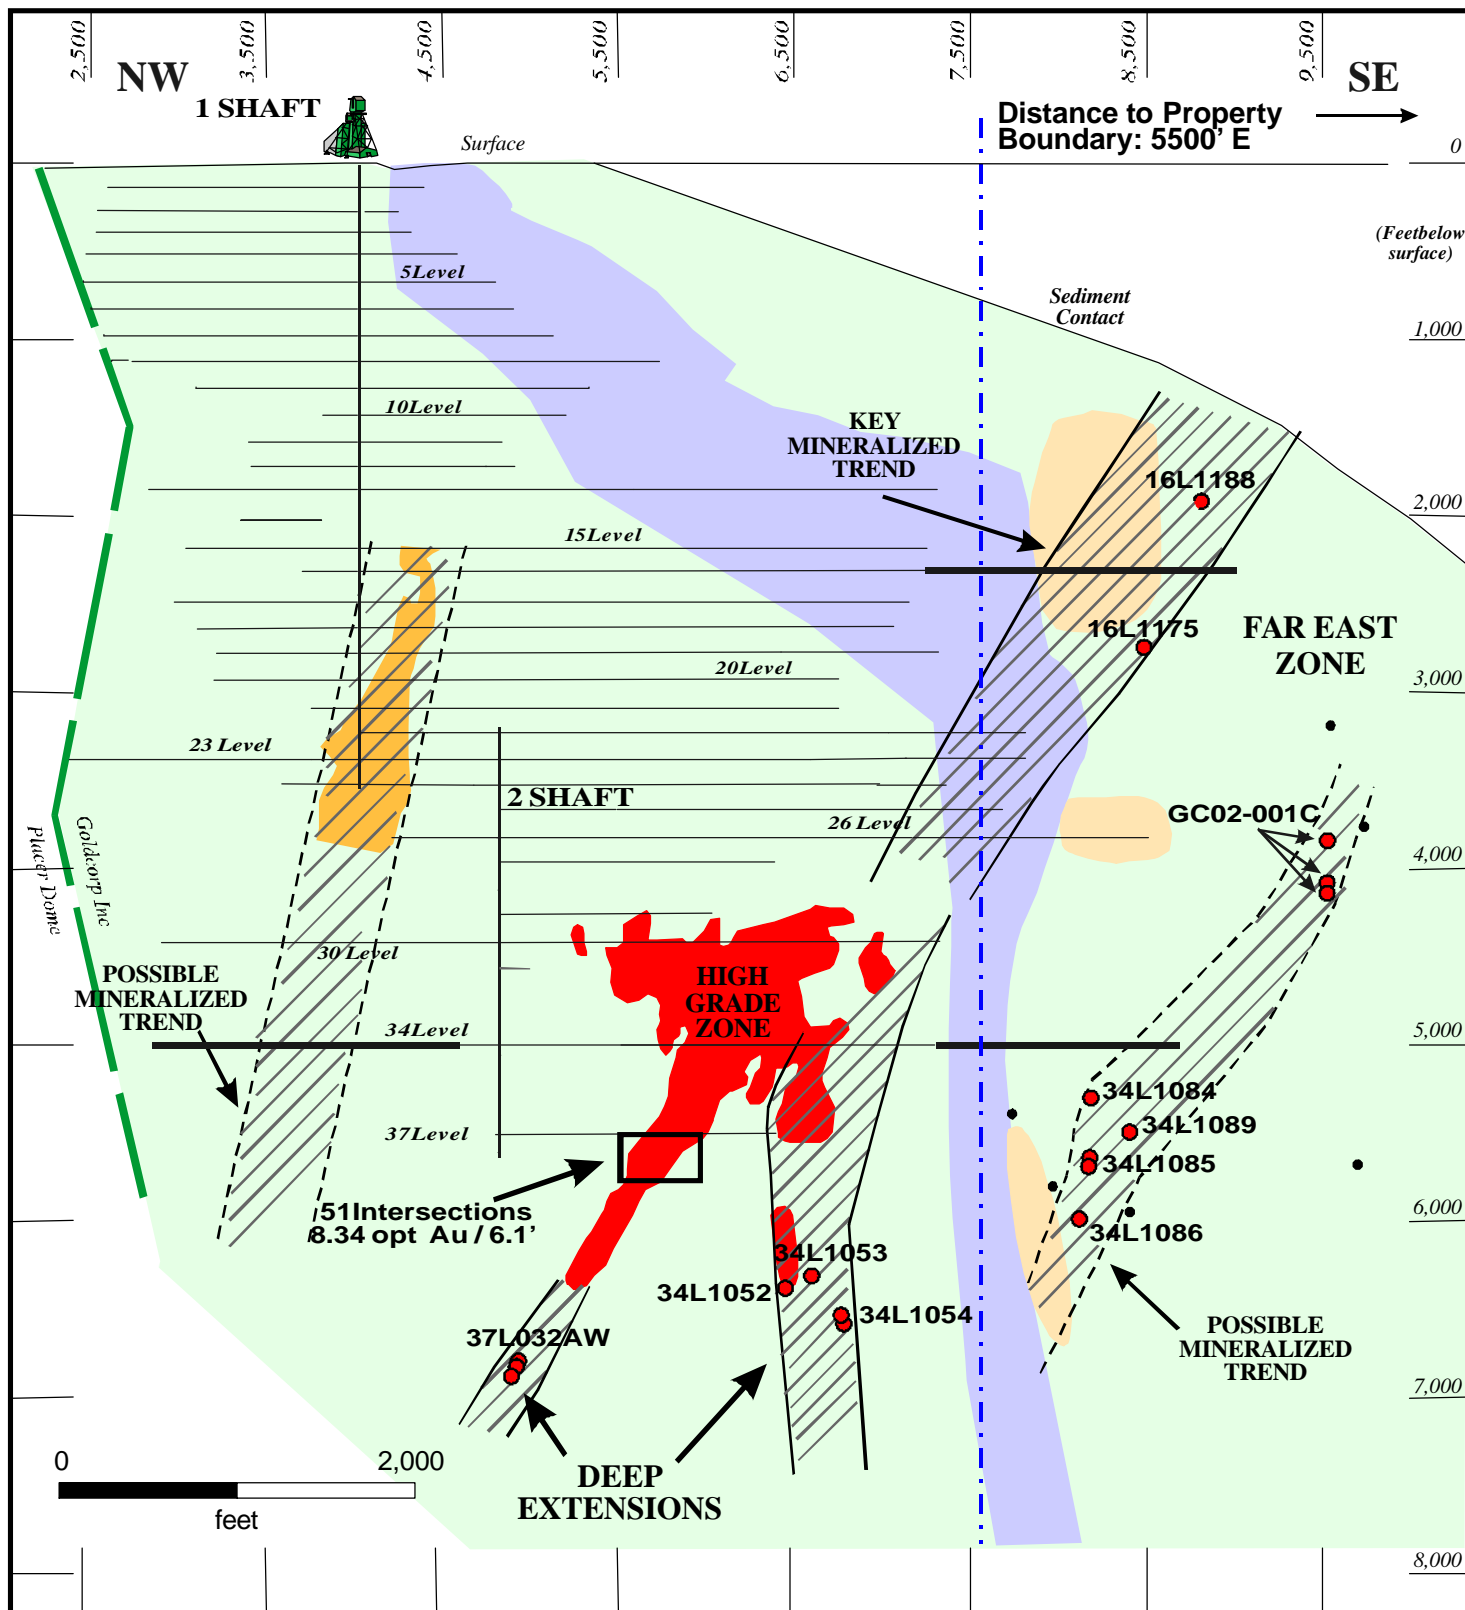 2,500
3,500
4,500
5,500
6,500
7,500
8,500
9,500
NW
SE
1 SHAFT
Distance to Property
Boundary: 5500' E
Surface
0
(Feetbelow
surface)
5Level
Sediment
Contact
1,000
10Level
KEY
MINERALIZED
TREND
16L1188
2,000
15Level
16L1175
FAR EAST
ZONE
20Level
3,000
23 Level
2 SHAFT
26 Level
GC02-001C
Placer Dome
Goldcorp Inc
4,000
30 Level
POSSIBLE
MINERALIZED
TREND
HIGH
GRADE
ZONE
34Level
5,000
34L1084
37Level
34L1089
34L1085
51Intersections
8.34 opt Au / 6.1'
6,000
34L1086
34L1053
34L1052
34L1054
37L032AW
POSSIBLE
MINERALIZED
TREND
7,000
0
2,000
feet
DEEP
EXTENSIONS
8,000